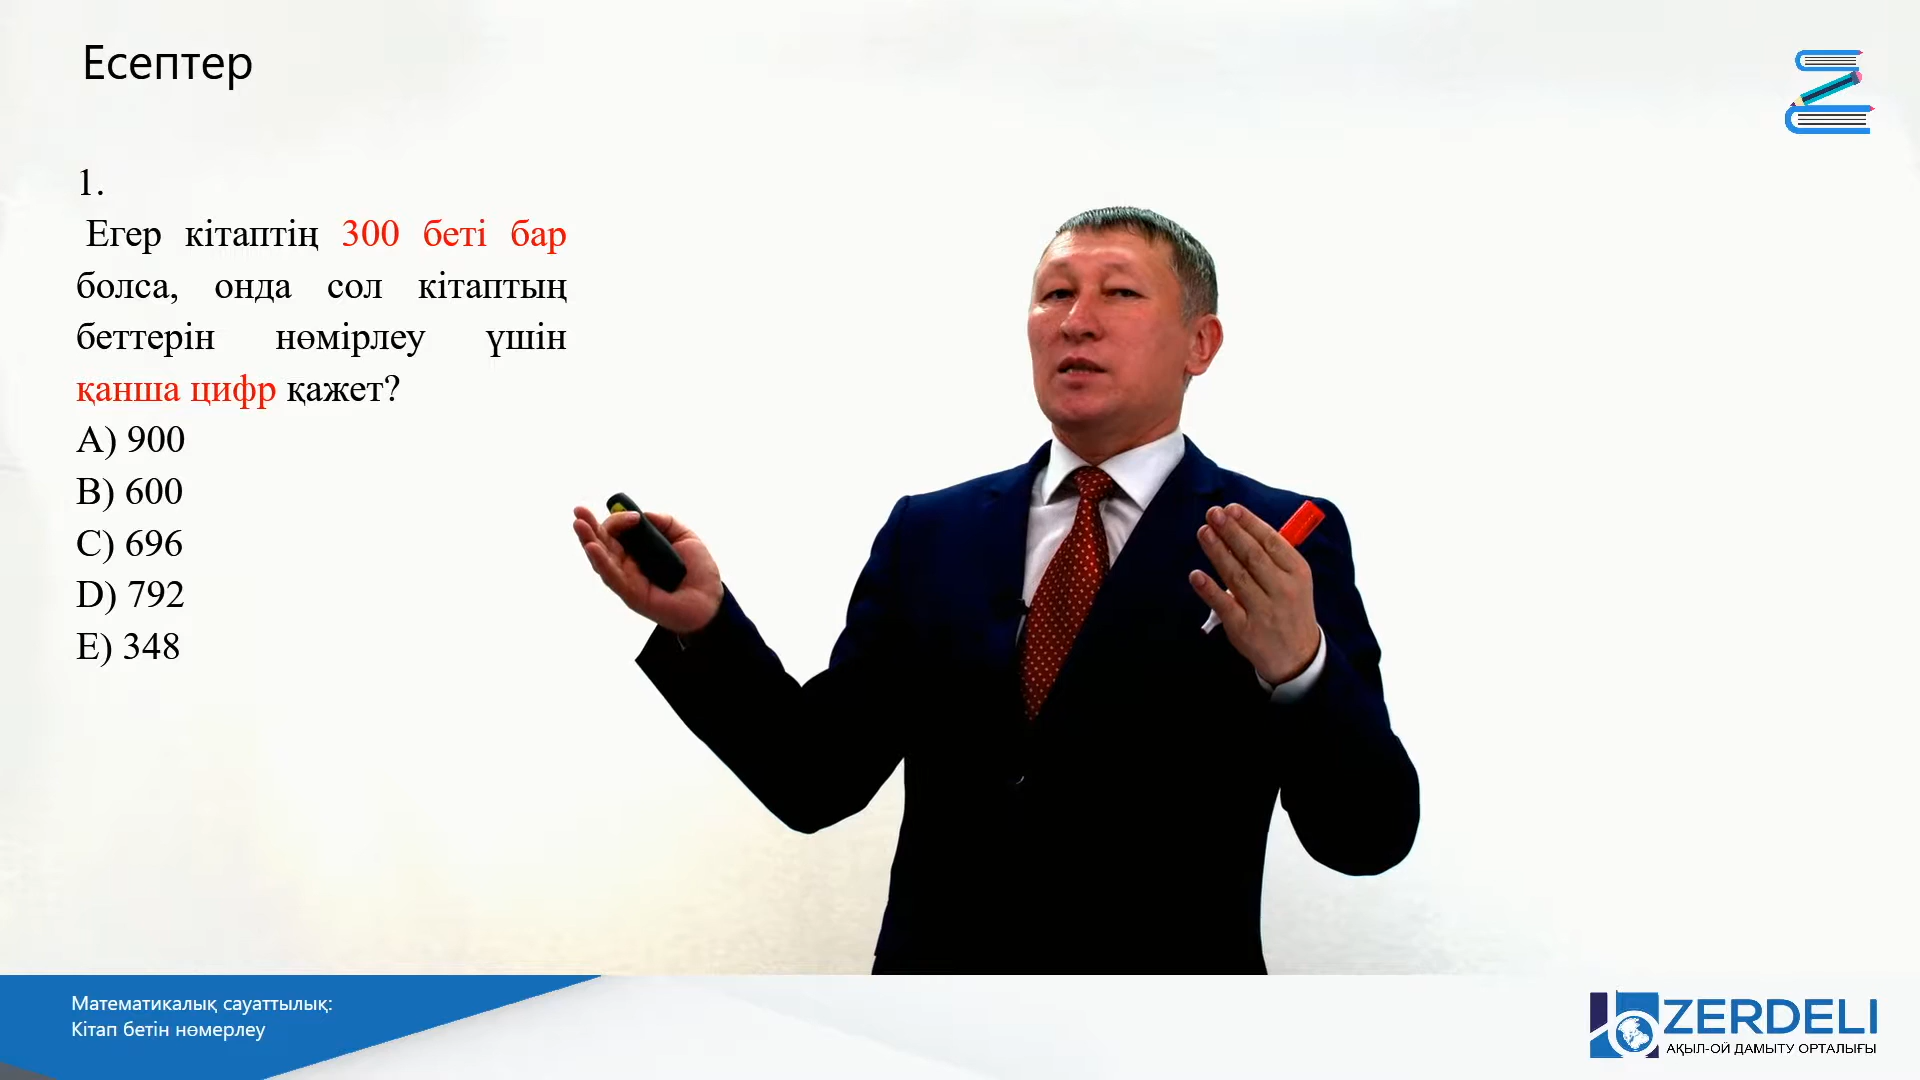 Есептер
1.
Егер кітаптің 300 беті бар
болса, онда сол кітаптың
беттерін нөмірлеу үшін
қанша цифр қажет?
A) 900
B) 600
C) 696
D) 792
E) 348
Математикалық сауаттылық:
Кітап бетін нөмерлеу
ZERDELI
АҚЫЛ-ОЙ ДАМЫТУ ОРТАЛЫҒЫ